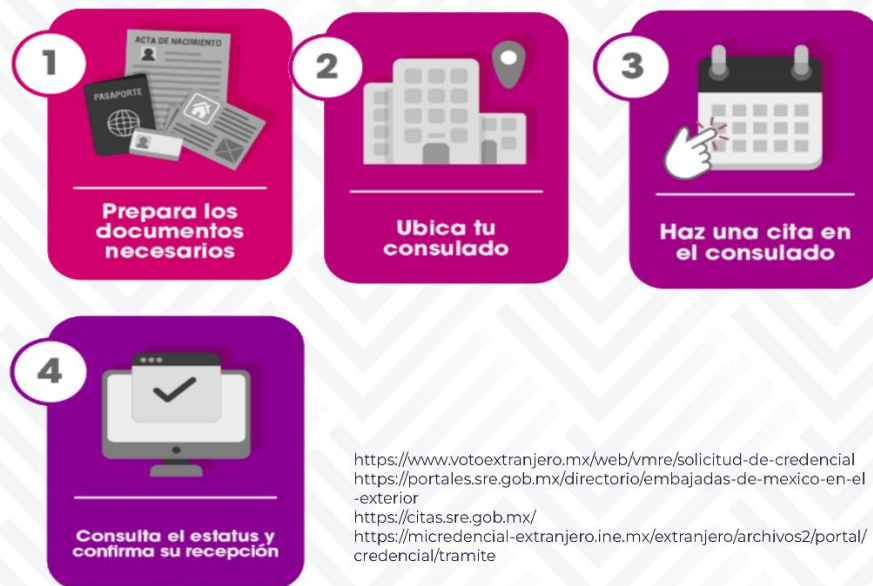 1
ACTA DE NACIMIENTO
PASAPORTE
Prepara los
documentos
necesarios
2
Ubica tu
consulado
3
Haz una cita en
el consulado
4
Consulta el estatus y
confirma su recepción
https://www.votoextranjero.mx/web/vmre/solicitud-de-credencial
https://portales.sre.gob.mx/directorio/embajadas-de-mexico-en-el
-exterior
https://citas.sre.gob.mx/
https://micredencial-extranjero.ine.mx/extranjero/archivos2/portal/
credencial/tramite